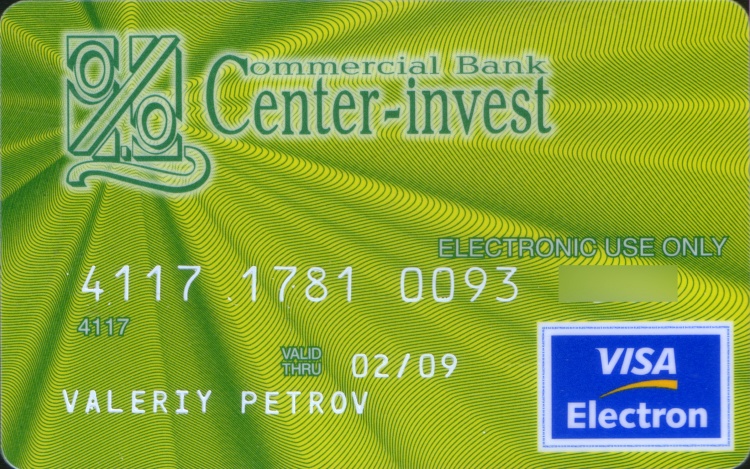 Commercial Bank
Center-invest
ELECTRONIC USE ONLY
4117 1781 0093
4117
VALID THRU 02/09
VALERIY PETROV
VISA
Electron